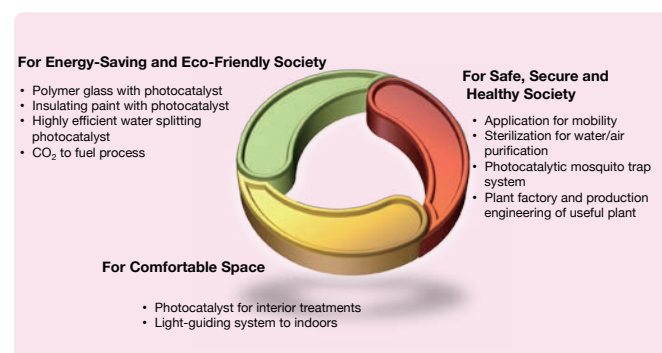 For Energy-Saving and Eco-Friendly Society
• Polymer glass with photocatalyst
• Insulating paint with photocatalyst
• Highly efficient water splitting
photocatalyst
• CO₂ to fuel process
For Safe, Secure and
Healthy Society
• Application for mobility
• Sterilization for water/air
purification
• Photocatalytic mosquito trap
system
• Plant factory and production
engineering of useful plant
For Comfortable Space
• Photocatalyst for interior treatments
• Light-guiding system to indoors